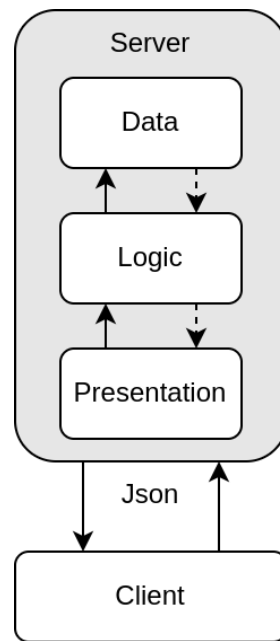 Server
Data
Logic
Presentation
Json
Client